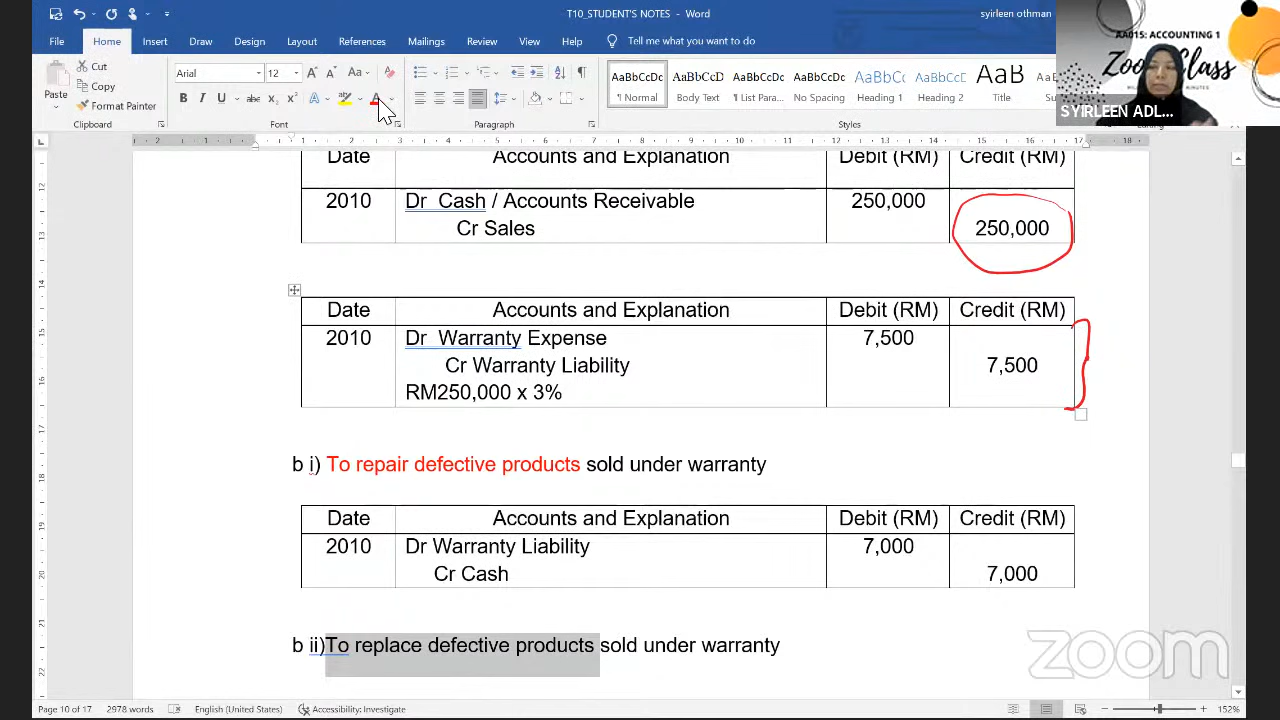 T10_STUDENT'S NOTES - Word
syirleen othman
File Home Insert Draw Design Layout References Mailings Review View Help Tell me what you want to do
AA015: ACCOUNTING 1
Zoom Class
MINUTES
SYIRLEEN ADL...
Paste
Cut
Copy
Format Painter
Clipboard
Arial 12
Font
Paragraph
AaBbCcDc AaBbCcD AaBbCcDc AaBbCcDc AaBbCcD AaBbCcDc AaB
¶ Normal Body Text ¶ List Para... No Spacing Heading 1 Heading 2 Title
Styles
Date Accounts and Explanation Debit (RM) Credit (RM)
2010 Dr Cash / Accounts Receivable 250,000
Cr Sales 250,000
Date Accounts and Explanation Debit (RM) Credit (RM)
2010 Dr Warranty Expense 7,500
Cr Warranty Liability 7,500
RM250,000 x 3%
b i) To repair defective products sold under warranty
Date Accounts and Explanation Debit (RM) Credit (RM)
2010 Dr Warranty Liability 7,000
Cr Cash 7,000
b ii)To replace defective products sold under warranty
zoom
Page 10 of 17 2978 words English (United States) Accessibility: Investigate 152%